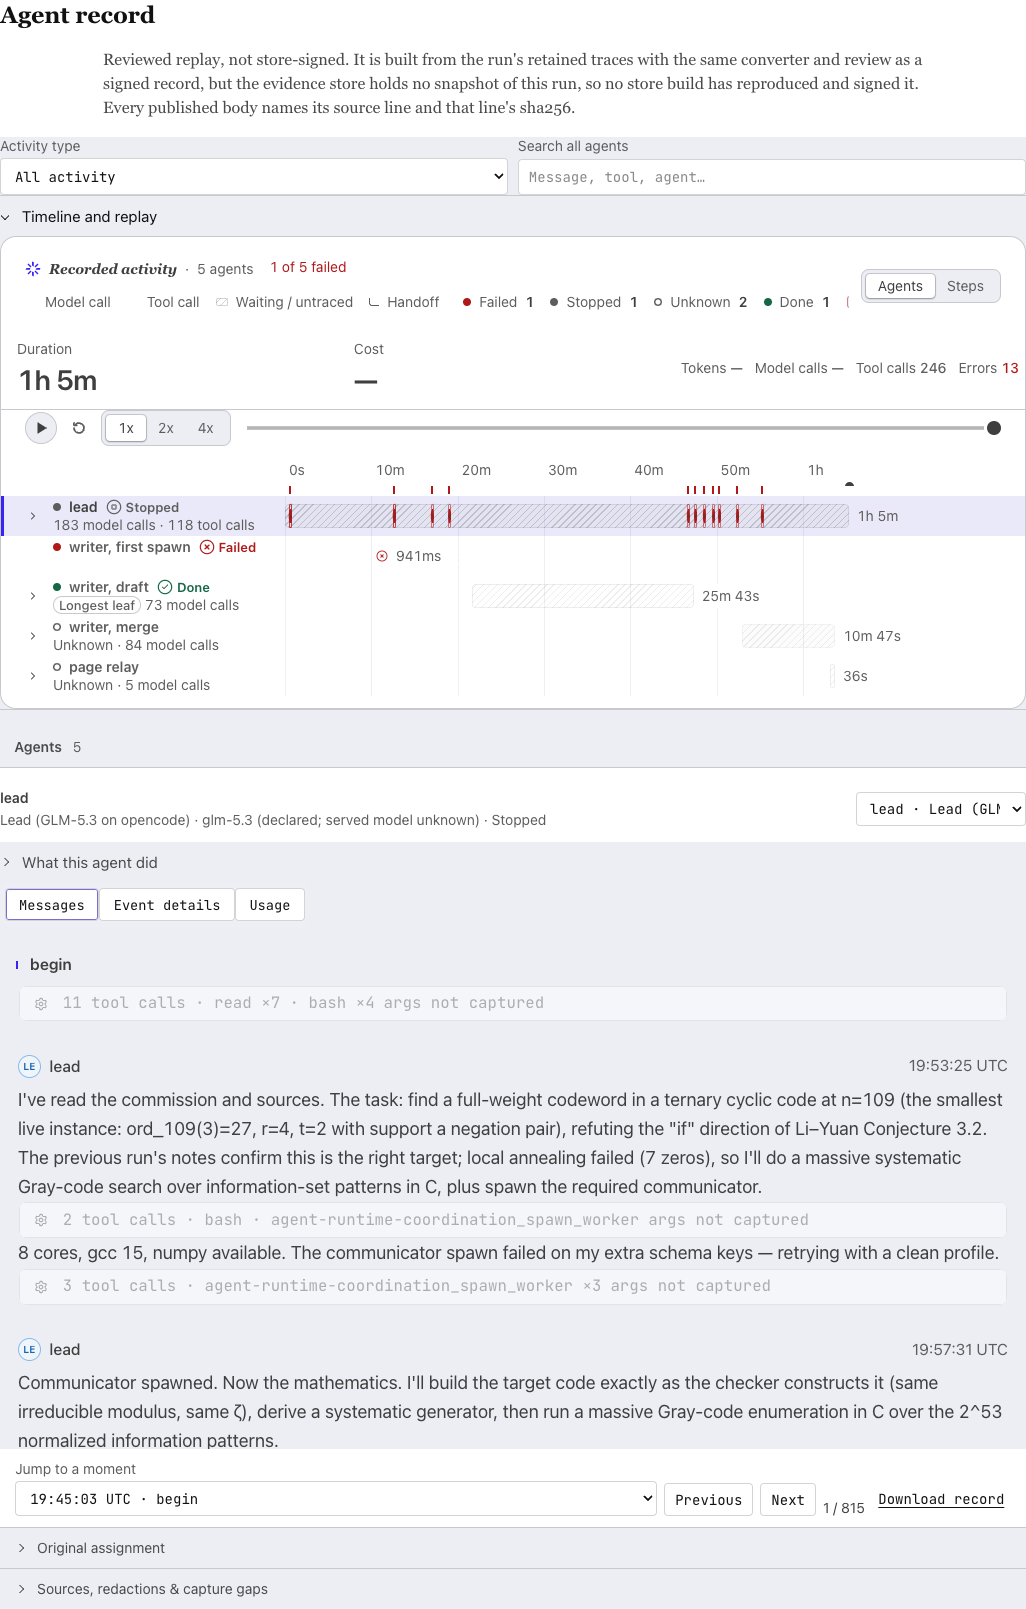 Agent record
Reviewed replay, not store-signed. It is built from the run's retained traces with the same converter and review as a
signed record, but the evidence store holds no snapshot of this run, so no store build has reproduced and signed it.
Every published body names its source line and that line's sha256.
Activity type
Search all agents
All activity
Message, tool, agent…
Timeline and replay
Recorded activity · 5 agents 1 of 5 failed
Model call Tool call Waiting / untraced Handoff Failed 1 Stopped 1 Unknown 2 Done 1
Agents Steps
Duration
1h 5m
Cost
—
Tokens — Model calls — Tool calls 246 Errors 13
1x 2x 4x
0s 10m 20m 30m 40m 50m 1h
lead Stopped
183 model calls · 118 tool calls
1h 5m
writer, first spawn Failed
941ms
writer, draft Done
Longest leaf 73 model calls
25m 43s
writer, merge
Unknown · 84 model calls
10m 47s
page relay
Unknown · 5 model calls
36s
Agents 5
lead
Lead (GLM-5.3 on opencode) · glm-5.3 (declared; served model unknown) · Stopped
lead · Lead (GLM
What this agent did
Messages Event details Usage
begin
11 tool calls · read ×7 · bash ×4 args not captured
LE lead 19:53:25 UTC
I've read the commission and sources. The task: find a full-weight codeword in a ternary cyclic code at n=109 (the smallest
live instance: ord_109(3)=27, r=4, t=2 with support a negation pair), refuting the "if" direction of Li–Yuan Conjecture 3.2.
The previous run's notes confirm this is the right target; local annealing failed (7 zeros), so I'll do a massive systematic
Gray-code search over information-set patterns in C, plus spawn the required communicator.
2 tool calls · bash · agent-runtime-coordination_spawn_worker args not captured
8 cores, gcc 15, numpy available. The communicator spawn failed on my extra schema keys — retrying with a clean profile.
3 tool calls · agent-runtime-coordination_spawn_worker ×3 args not captured
LE lead 19:57:31 UTC
Communicator spawned. Now the mathematics. I'll build the target code exactly as the checker constructs it (same
irreducible modulus, same ζ), derive a systematic generator, then run a massive Gray-code enumeration in C over the 2^53
normalized information patterns.
Jump to a moment
19:45:03 UTC · begin
Previous Next 1 / 815 Download record
Original assignment
Sources, redactions & capture gaps